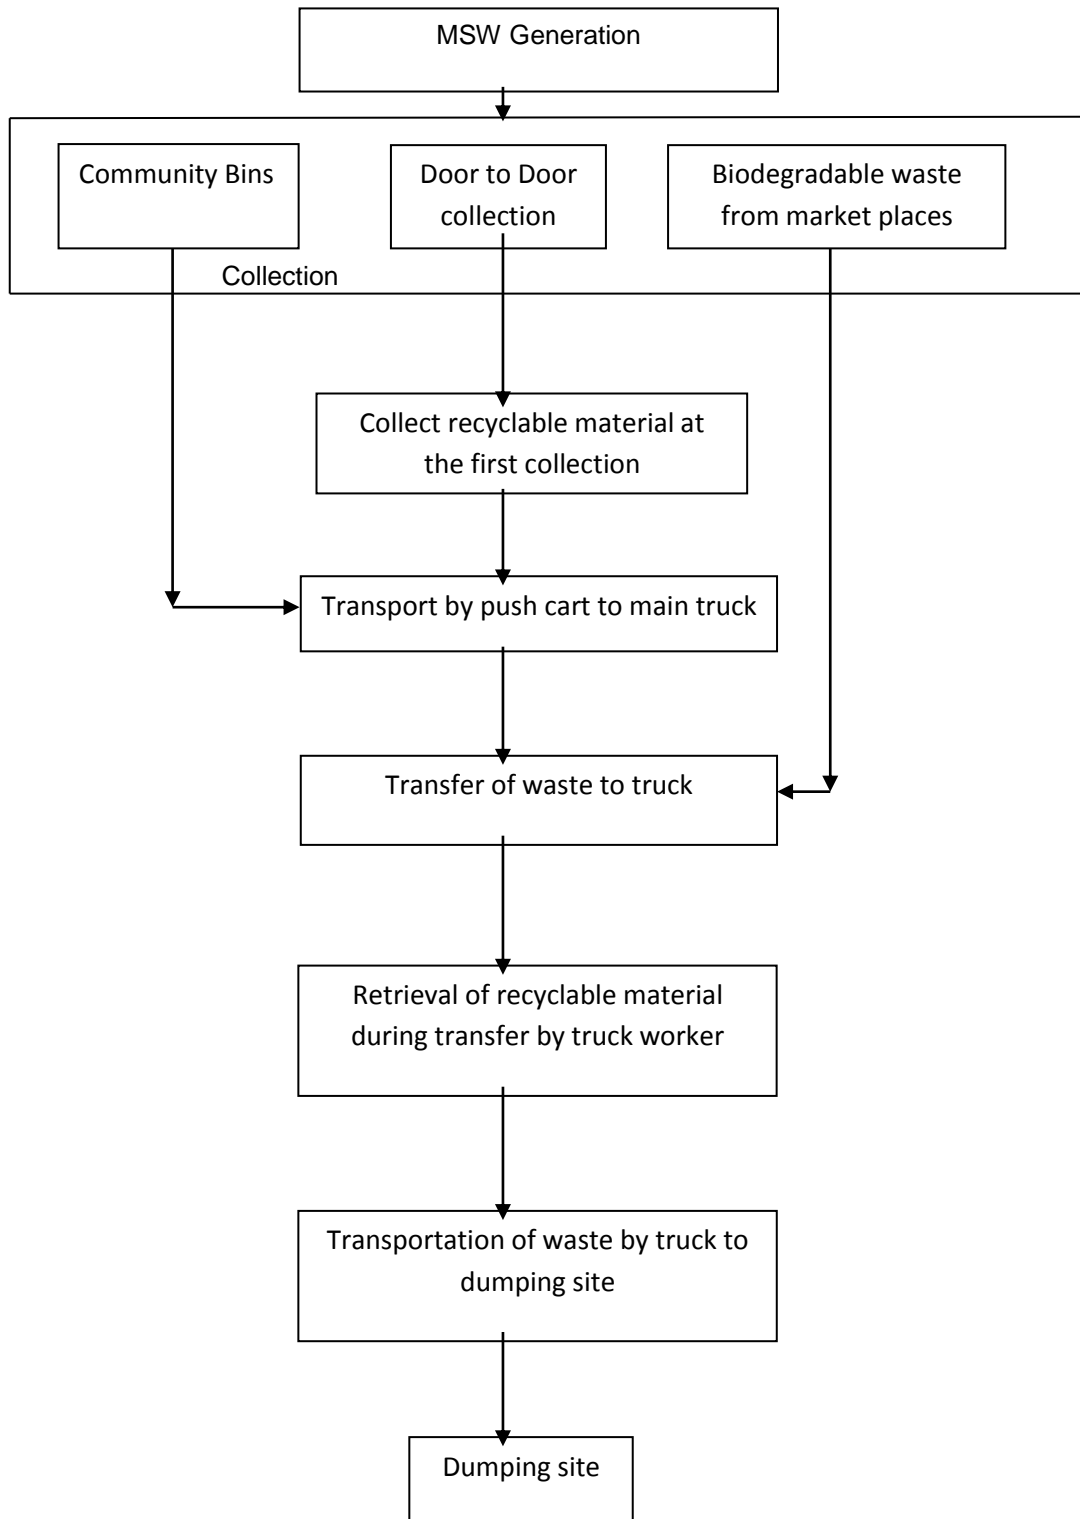 MSW Generation
Community Bins
Door to Door
collection
Biodegradable waste
from market places
Collection
Collect recyclable material at
the first collection
Transport by push cart to main truck
Transfer of waste to truck
Retrieval of recyclable material
during transfer by truck worker
Transportation of waste by truck to
dumping site
Dumping site